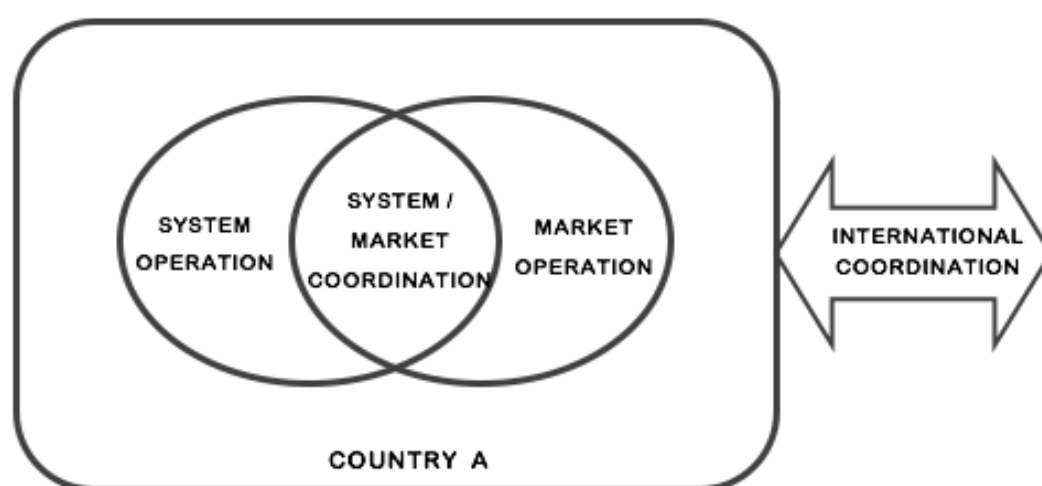 SYSTEM
OPERATION
SYSTEM /
MARKET
COORDINATION
MARKET
OPERATION
INTERNATIONAL
COORDINATION
COUNTRY A